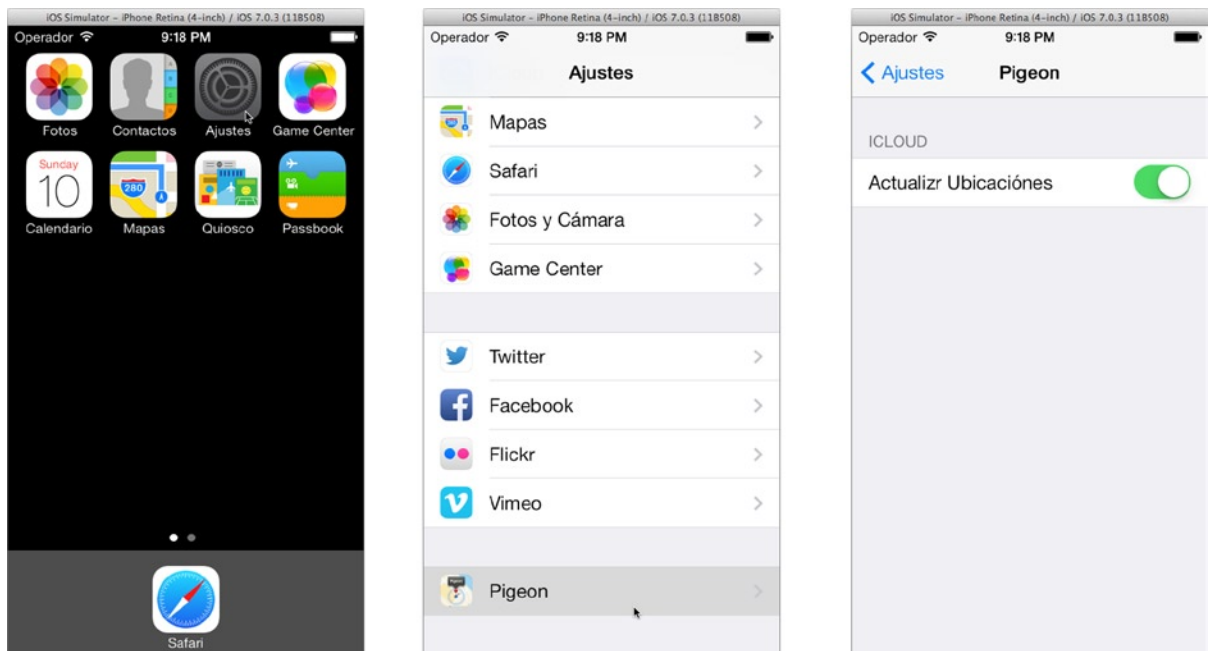 iOS Simulator - iPhone Retina (4-inch) / iOS 7.0.3 (11B508)
Operador 9:18 PM
Fotos Contactos Ajustes Game Center
Sunday
10
280
Calendario Mapas Quiosco Passbook
Safari
iOS Simulator - iPhone Retina (4-inch) / iOS 7.0.3 (11B508)
Operador 9:18 PM
Ajustes
Mapas
Safari
Fotos y Cámara
Game Center
Twitter
Facebook
Flickr
Vimeo
Pigeon
iOS Simulator - iPhone Retina (4-inch) / iOS 7.0.3 (11B508)
Operador 9:18 PM
Ajustes Pigeon
ICLOUD
Actualizr Ubicaciónes